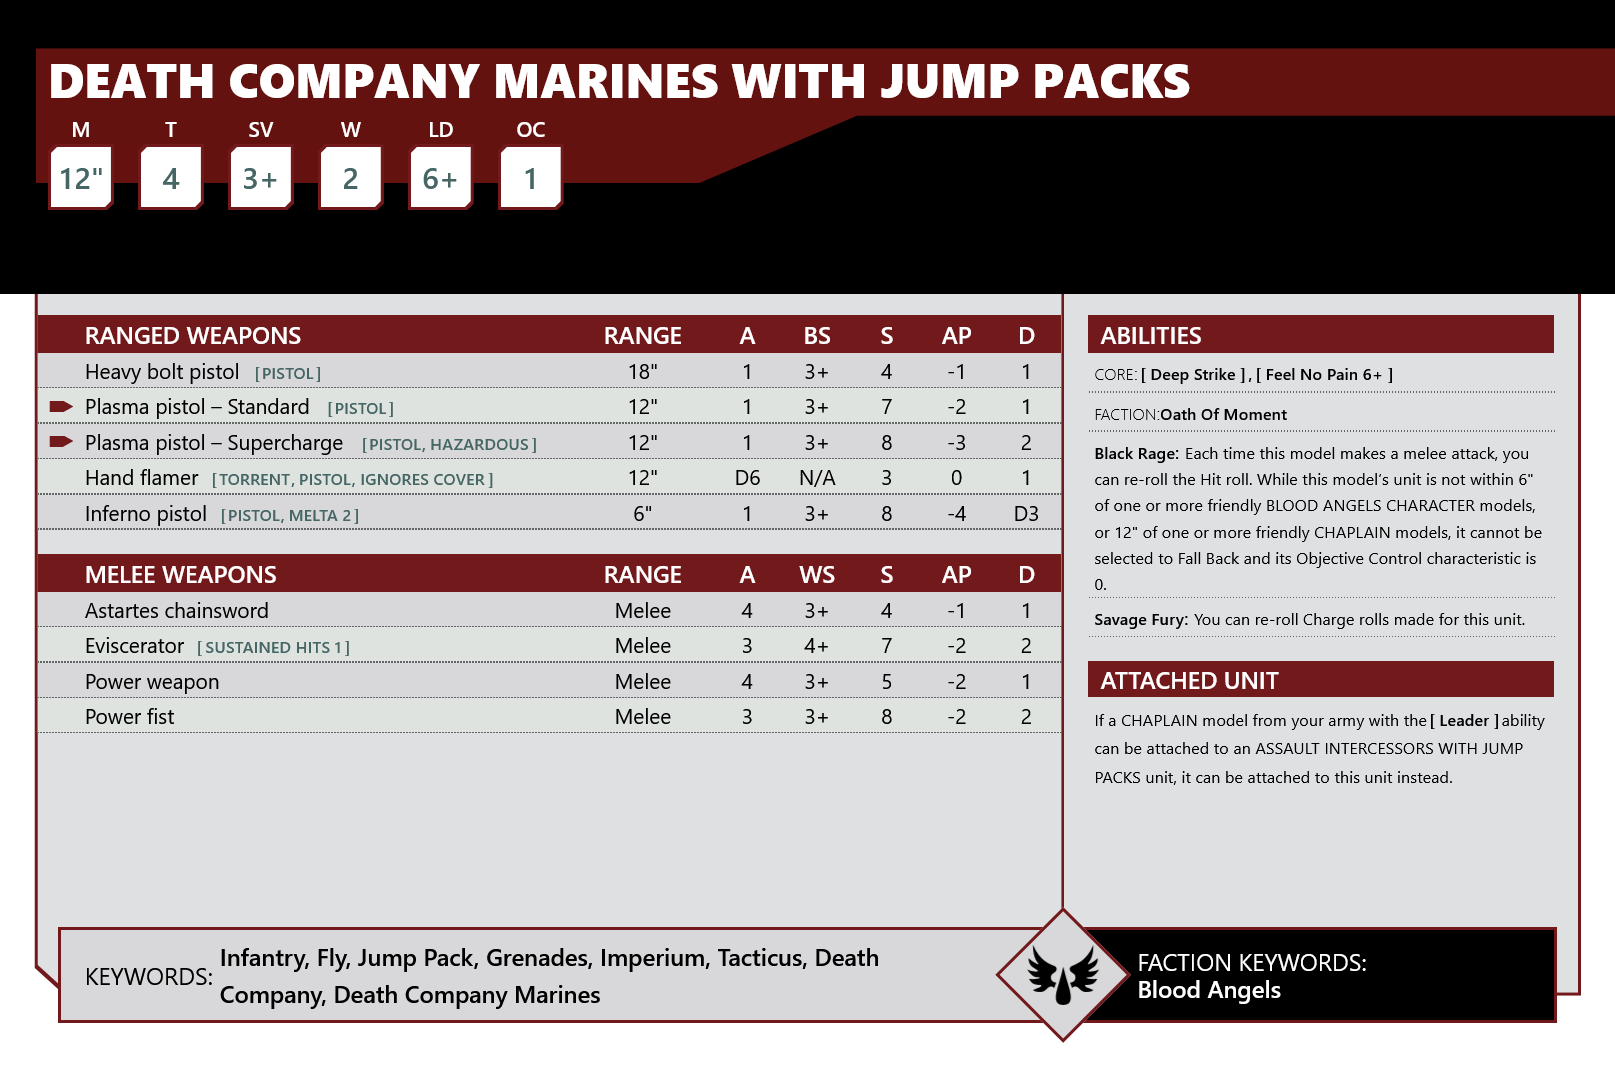 DEATH COMPANY MARINES WITH JUMP PACKS
M T SV W LD OC
12" 4 3+ 2 6+ 1
RANGED WEAPONS RANGE A BS S AP D
Heavy bolt pistol [PISTOL] 18" 1 3+ 4 -1 1
Plasma pistol – Standard [PISTOL] 12" 1 3+ 7 -2 1
Plasma pistol – Supercharge [PISTOL, HAZARDOUS] 12" 1 3+ 8 -3 2
Hand flamer [TORRENT, PISTOL, IGNORES COVER] 12" D6 N/A 3 0 1
Inferno pistol [PISTOL, MELTA 2] 6" 1 3+ 8 -4 D3
MELEE WEAPONS RANGE A WS S AP D
Astartes chainsword Melee 4 3+ 4 -1 1
Eviscerator [SUSTAINED HITS 1] Melee 3 4+ 7 -2 2
Power weapon Melee 4 3+ 5 -2 1
Power fist Melee 3 3+ 8 -2 2
ABILITIES
CORE: [ Deep Strike ] , [ Feel No Pain 6+ ]
FACTION:Oath Of Moment
Black Rage: Each time this model makes a melee attack, you
can re-roll the Hit roll. While this model's unit is not within 6"
of one or more friendly BLOOD ANGELS CHARACTER models,
or 12" of one or more friendly CHAPLAIN models, it cannot be
selected to Fall Back and its Objective Control characteristic is
0.
Savage Fury: You can re-roll Charge rolls made for this unit.
ATTACHED UNIT
If a CHAPLAIN model from your army with the [ Leader ] ability
can be attached to an ASSAULT INTERCESSORS WITH JUMP
PACKS unit, it can be attached to this unit instead.
KEYWORDS: Infantry, Fly, Jump Pack, Grenades, Imperium, Tacticus, Death
Company, Death Company Marines
FACTION KEYWORDS:
Blood Angels